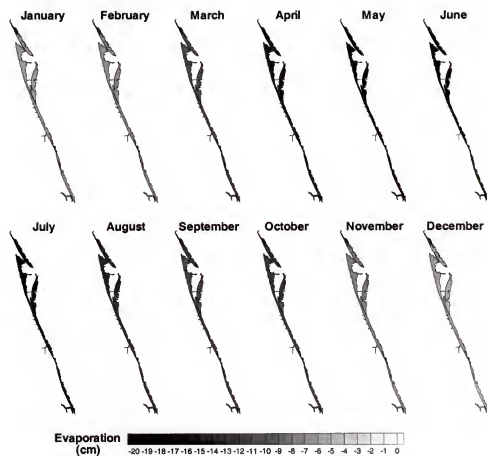 January February March April May June
July August September October November December
Evaporation
(cm)
-20 -19 -18 -17 -16 -15 -14 -13 -12 -11 -10 -9 -8 -7 -6 -5 -4 -3 -2 -1 0